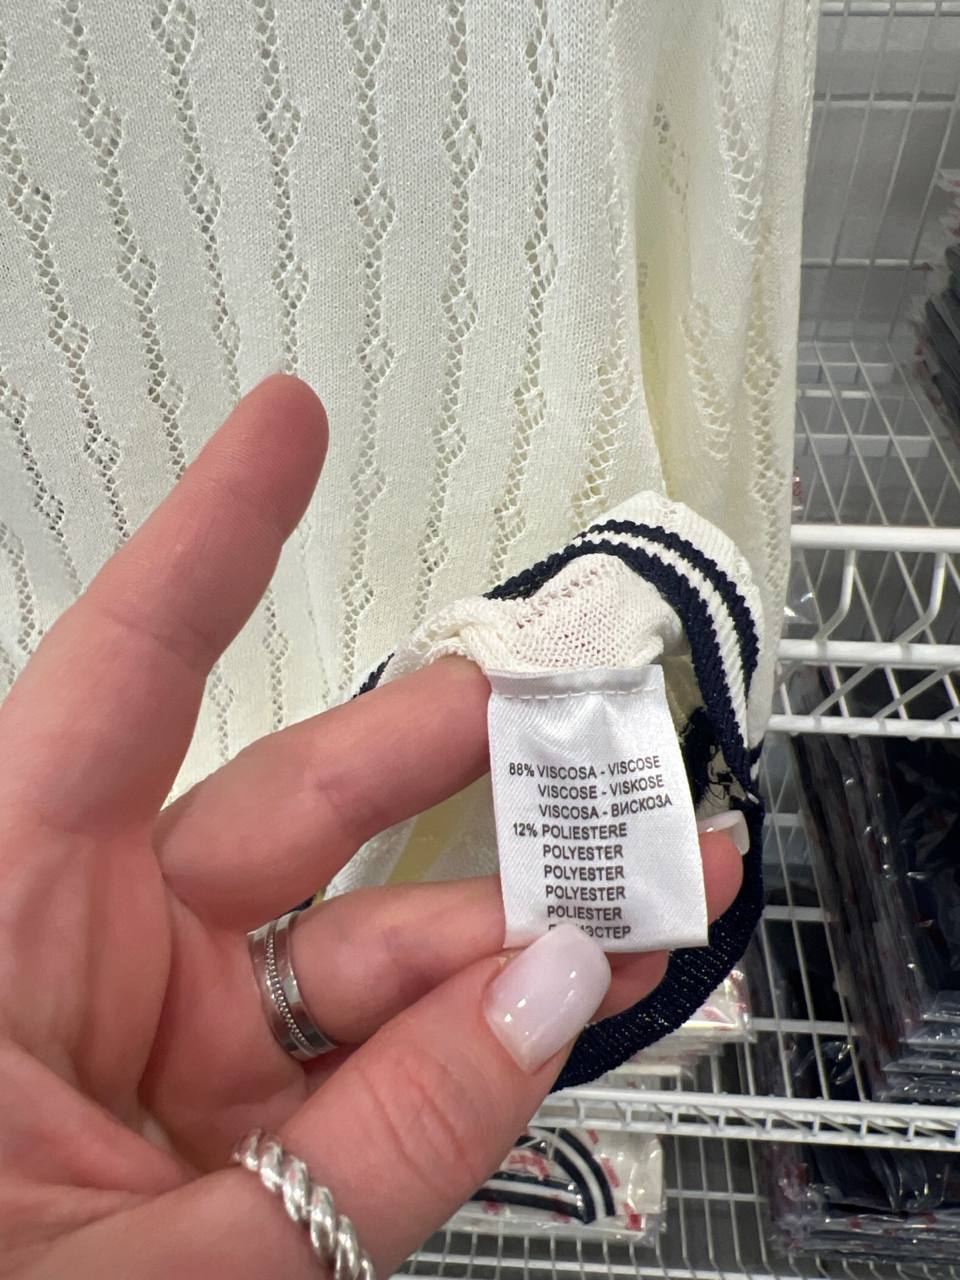 88% VISCOSA - VISCOSE
VISCOSE - VISKOSE
VISCOSA - ВИСКОЗА
12% POLIESTERE
POLYESTER
POLYESTER
POLYESTER
POLIESTER